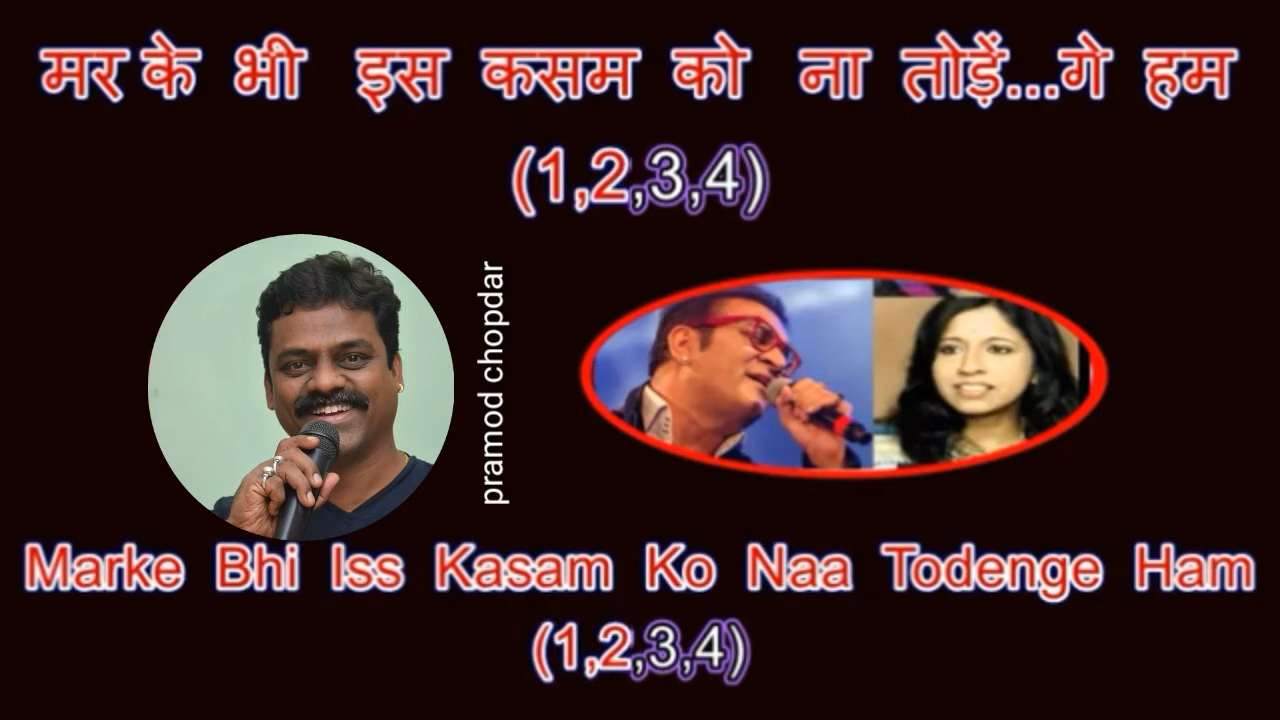 मर के भी इस कसम को ना तोड़ें...गे हम
(1,2,3,4)
pramod chopdar
Marke Bhi Iss Kasam Ko Naa Todenge Ham
(1,2,3,4)